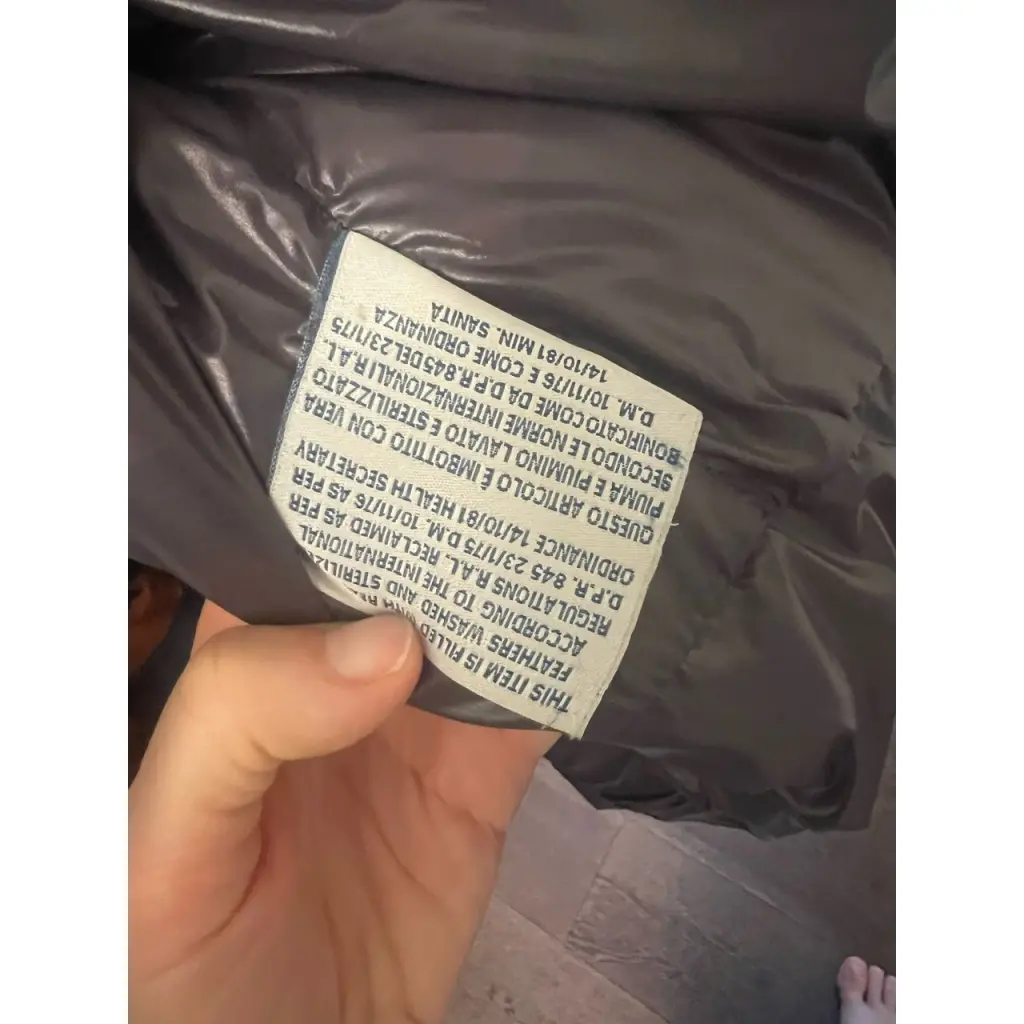 THIS ITEM IS FILLED
FEATHERS WASHED AND STERILIZ
ACCORDING TO THE INTERNATIONAL
REGULATIONS R.A.L, RECLAIMED AS PER
D.P.R. 845 23/1/75 D.M. 10/11/76 AS PER
ORDINANCE 14/10/81 HEALTH SECRETARY
QUESTO ARTICOLO É IMBOTTITO CON VERA
PIUMA E PIUMINO LAVATO E STERILIZZATO
SECONDO LE NORME INTERNAZIONALI R.A.L.
BONIFICATO COME DA D.P.R. 845 DEL 23/1/75
D.M. 10/11/76 E COME ORDINANZA
14/10/81 MIN. SANITÀ